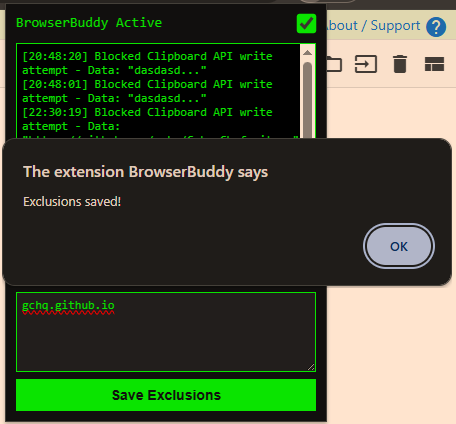 BrowserBuddy Active
About / Support
[20:48:20] Blocked Clipboard API write
attempt - Data: "dasdasd..."
[20:48:01] Blocked Clipboard API write
attempt - Data: "dasdasd..."
[22:30:19] Blocked Clipboard API write
attempt - Data:
The extension BrowserBuddy says
Exclusions saved!
OK
gchq.github.io
Save Exclusions